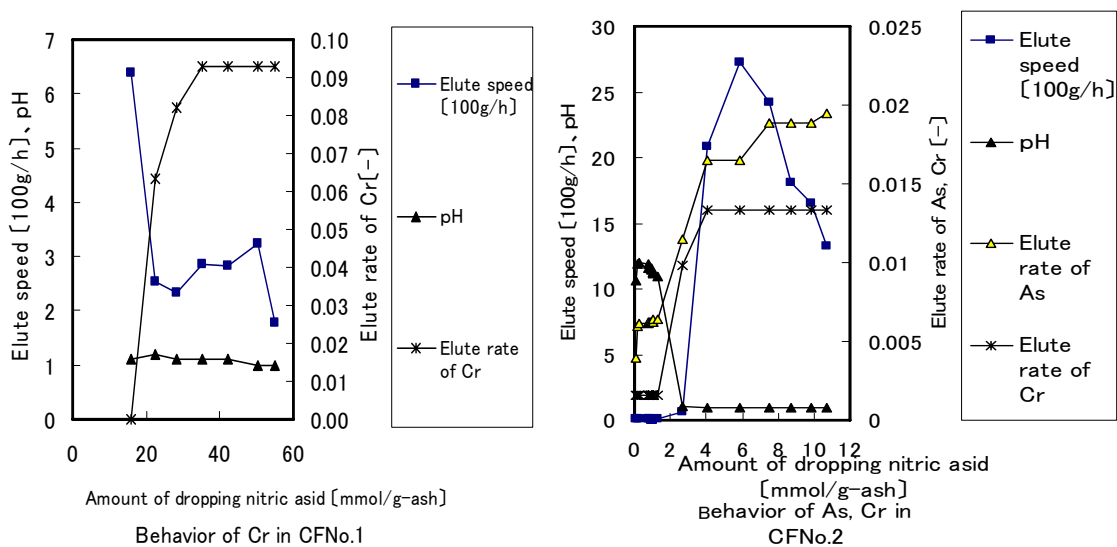 7
6
5
4
3
2
1
0
Elute speed〔100g/h〕、pH
0.10
0.09
0.08
0.07
0.06
0.05
0.04
0.03
0.02
0.01
0.00
Elute rate of Cr[-]
0
20
40
60
Amount of dropping nitric asid〔mmol/g-ash〕
Behavior of Cr in CFNo.1
Elute speed
〔100g/h〕
pH
Elute rate
of Cr
30
25
20
15
10
5
0
Elute speed〔100g/h〕、pH
0.025
0.02
0.015
0.01
0.005
0
Elute rate of As, Cr [-]
0
2
4
6
8
10
12
Amount of dropping nitric asid
〔mmol/g-ash〕
Behavior of As, Cr in
CFNo.2
Elute
speed
〔100g/h〕
pH
Elute
rate of
As
Elute
rate of
Cr